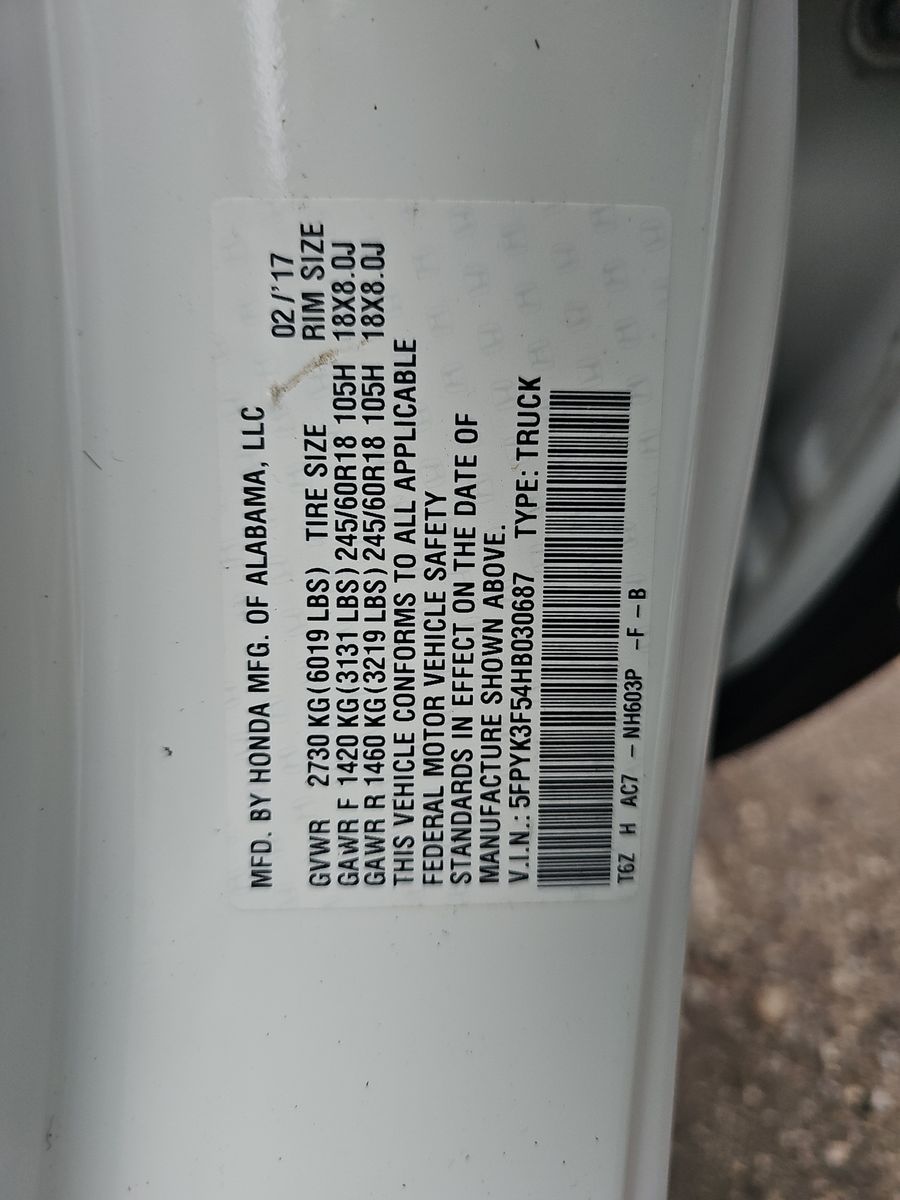 MFD. BY HONDA MFG. OF ALABAMA, LLC
02/'17
GVWR 2730 KG(6019 LBS) TIRE SIZE RIM SIZE
GAWR F 1420 KG(3131 LBS) 245/60R18 105H 18X8.0J
GAWR R 1460 KG(3219 LBS) 245/60R18 105H 18X8.0J
THIS VEHICLE CONFORMS TO ALL APPLICABLE
FEDERAL MOTOR VEHICLE SAFETY
STANDARDS IN EFFECT ON THE DATE OF
MANUFACTURE SHOWN ABOVE.
V.I.N.: 5FPYK3F54HB030687 TYPE: TRUCK
T6Z H AC7 - NH603P -F - B